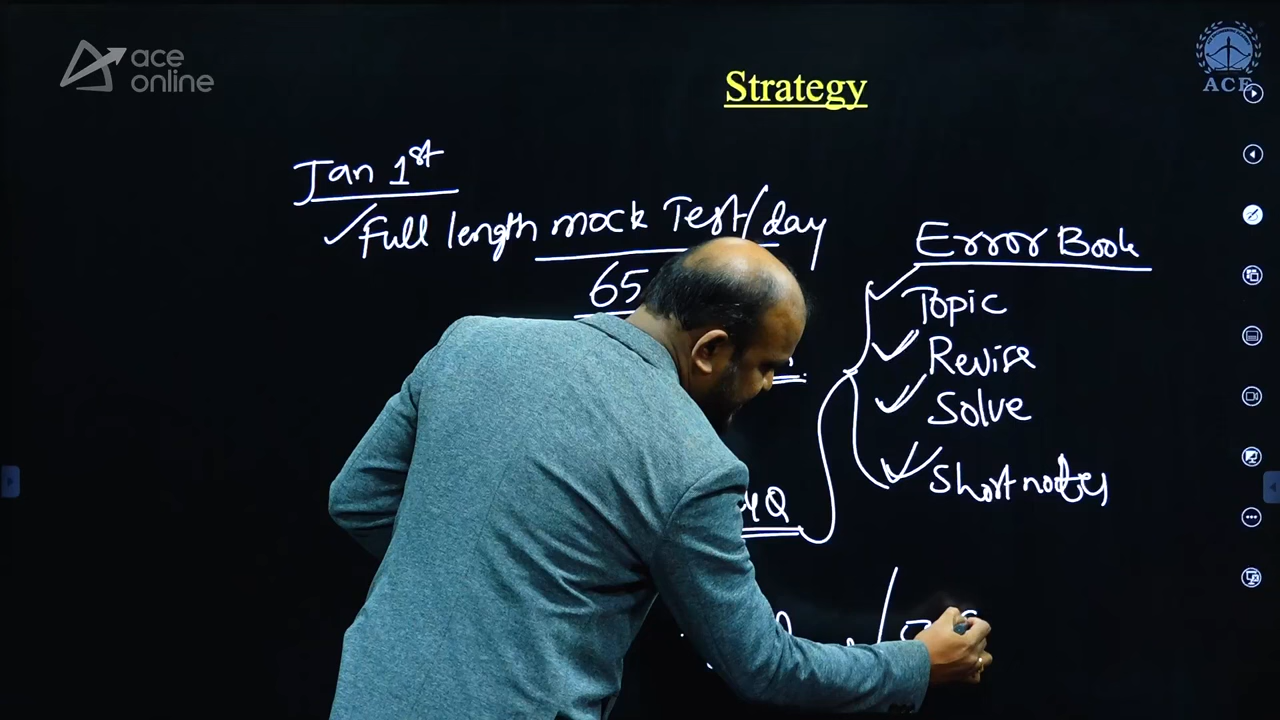 ace
online
ACE
Strategy
Jan 1st
Full length mock Test/day
65
Error Book
Topic
Revise
Solve
Short notes
Q